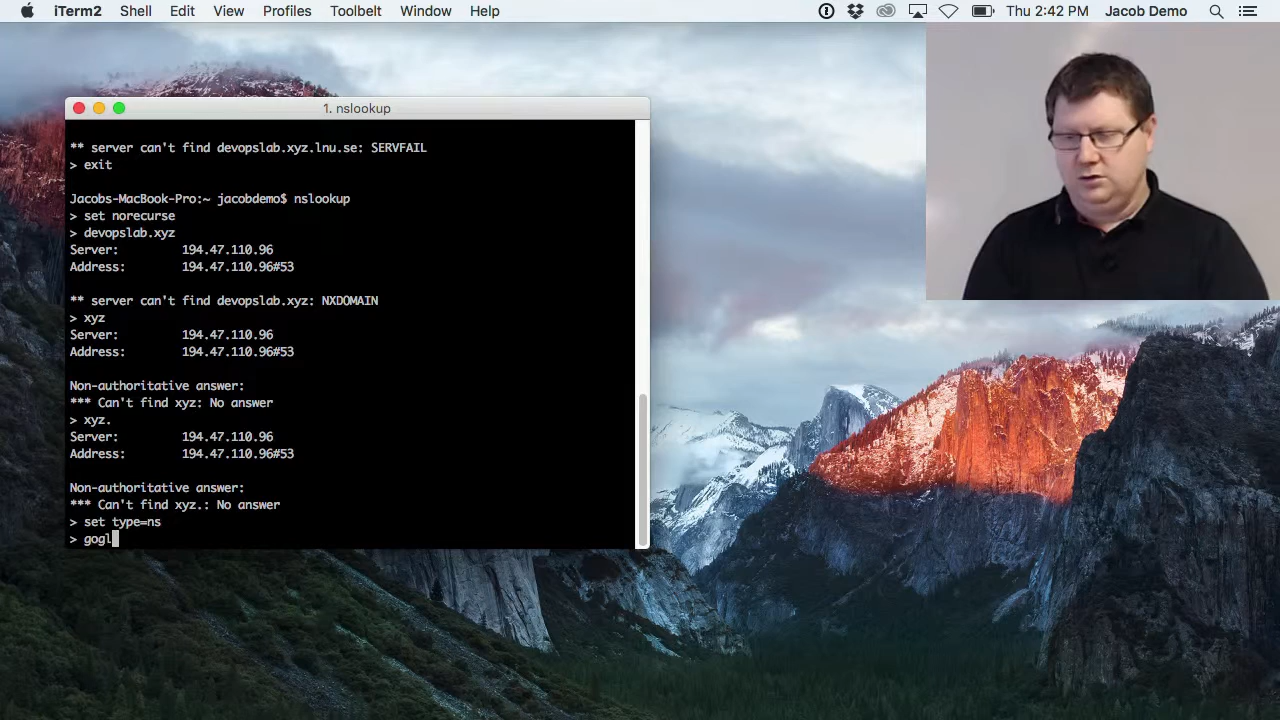 iTerm2 Shell Edit View Profiles Toolbelt Window Help Thu 2:42 PM Jacob Demo
1. nslookup
** server can't find devopslab.xyz.lnu.se: SERVFAIL
> exit
Jacobs-MacBook-Pro:~ jacobdemo$ nslookup
> set norecurse
> devopslab.xyz
Server: 194.47.110.96
Address: 194.47.110.96#53
** server can't find devopslab.xyz: NXDOMAIN
> xyz
Server: 194.47.110.96
Address: 194.47.110.96#53
Non-authoritative answer:
*** Can't find xyz: No answer
> xyz.
Server: 194.47.110.96
Address: 194.47.110.96#53
Non-authoritative answer:
*** Can't find xyz.: No answer
> set type=ns
> gogl